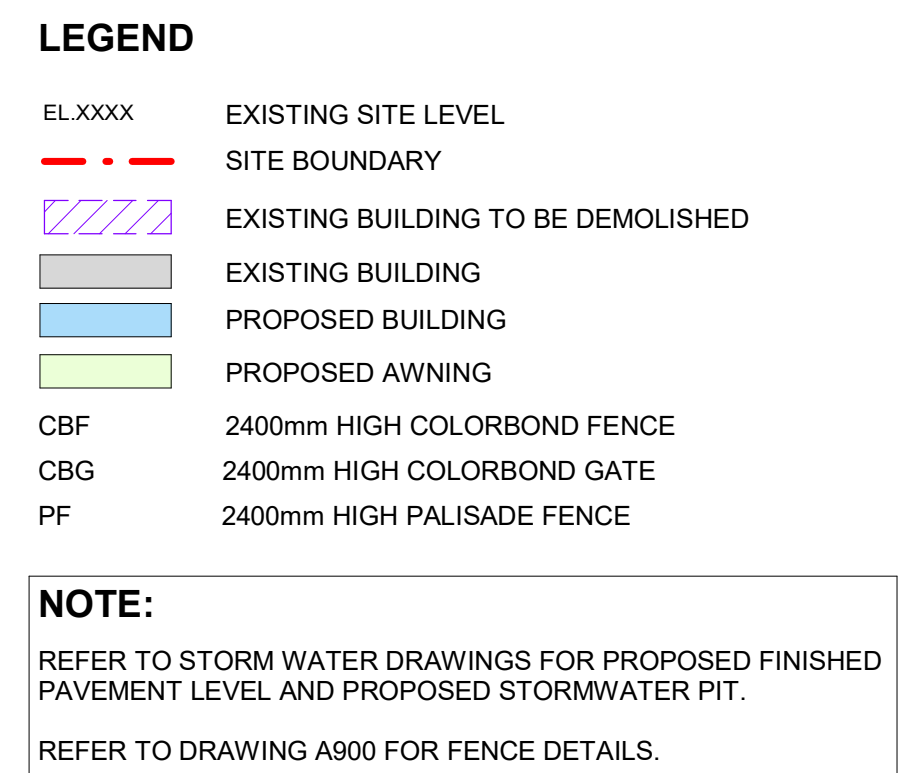 LEGEND
EL.XXXX EXISTING SITE LEVEL
SITE BOUNDARY
EXISTING BUILDING TO BE DEMOLISHED
EXISTING BUILDING
PROPOSED BUILDING
PROPOSED AWNING
CBF 2400mm HIGH COLORBOND FENCE
CBG 2400mm HIGH COLORBOND GATE
PF 2400mm HIGH PALISADE FENCE
NOTE:
REFER TO STORM WATER DRAWINGS FOR PROPOSED FINISHED
PAVEMENT LEVEL AND PROPOSED STORMWATER PIT.
REFER TO DRAWING A900 FOR FENCE DETAILS.